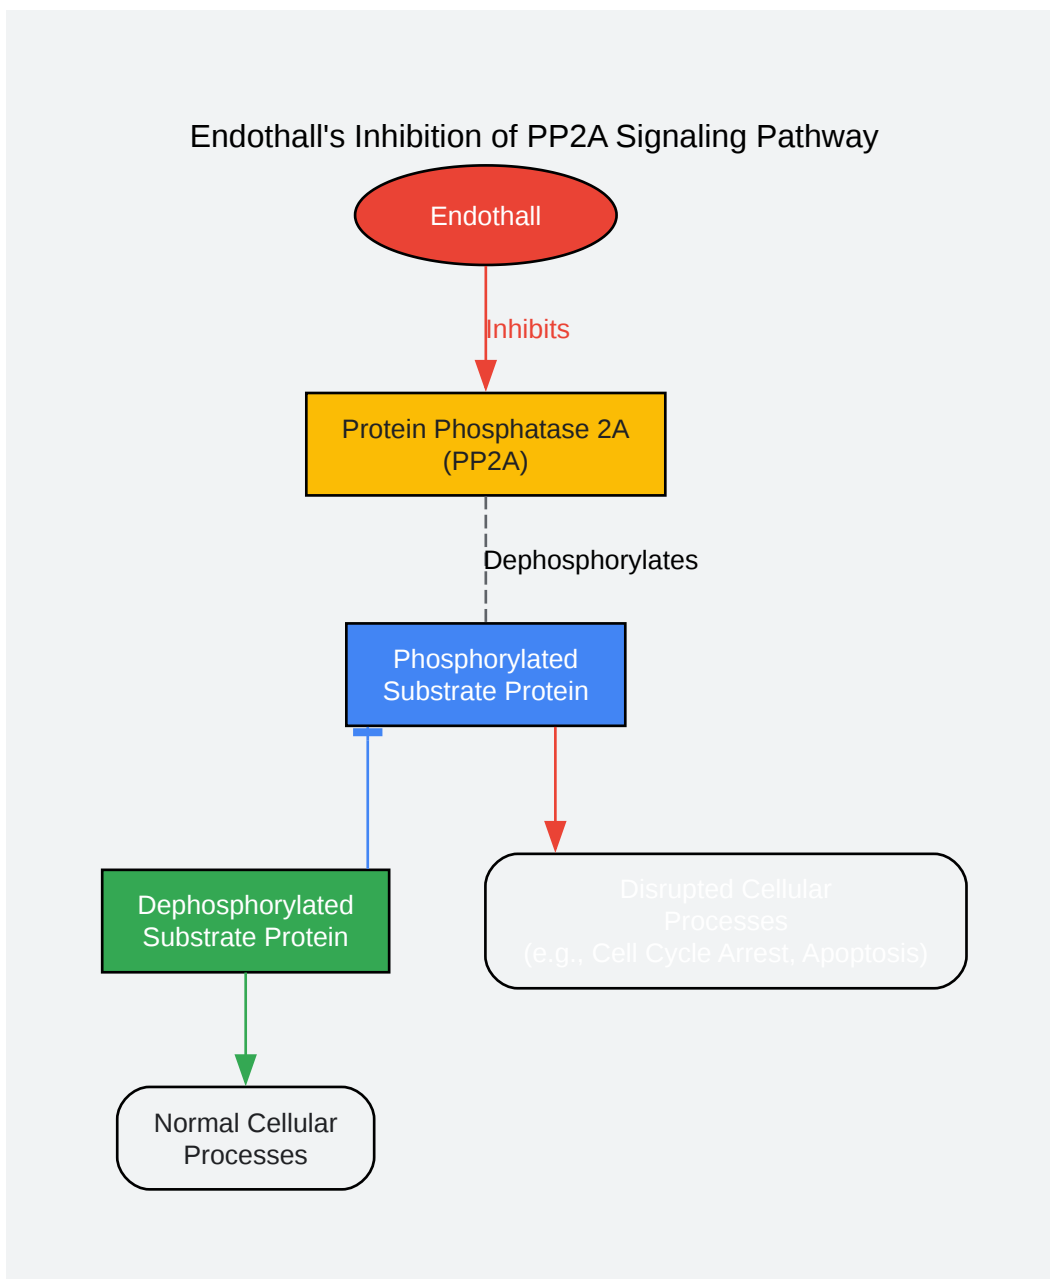 Endothall's Inhibition of PP2A Signaling Pathway
Endothall
Inhibits
Protein Phosphatase 2A
(PP2A)
Dephosphorylates
Phosphorylated
Substrate Protein
Disrupted Cellular
Processes
(e.g., Cell Cycle Arrest, Apoptosis)
Dephosphorylated
Substrate Protein
Normal Cellular
Processes